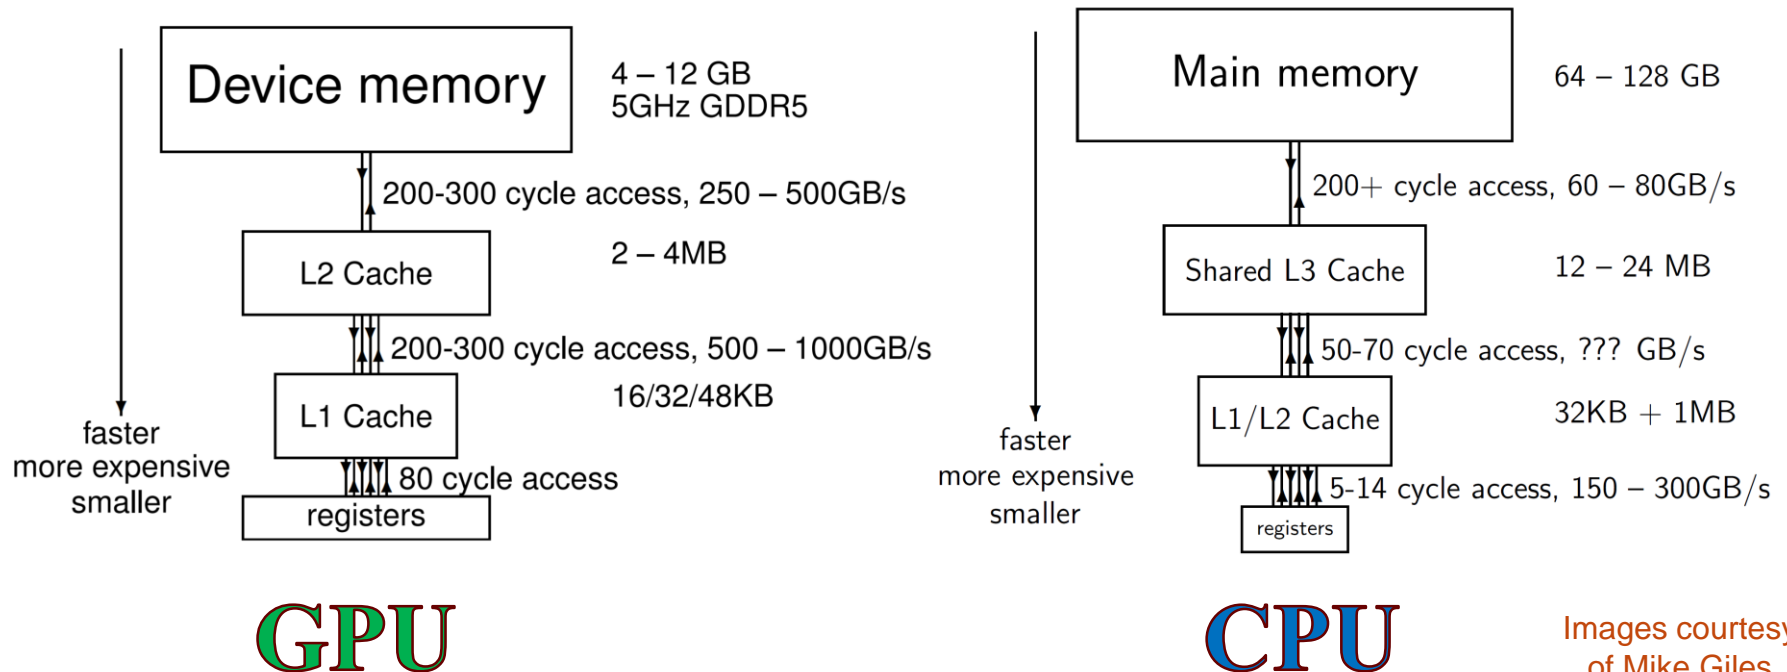 Device memory
4 – 12 GB
5GHz GDDR5
200-300 cycle access, 250 – 500GB/s
L2 Cache
2 – 4MB
200-300 cycle access, 500 – 1000GB/s
L1 Cache
16/32/48KB
faster
more expensive
smaller
80 cycle access
registers
GPU
Main memory
64 – 128 GB
200+ cycle access, 60 – 80GB/s
Shared L3 Cache
12 – 24 MB
50-70 cycle access, ??? GB/s
L1/L2 Cache
32KB + 1MB
faster
more expensive
smaller
5-14 cycle access, 150 – 300GB/s
registers
CPU
Images courtesy
of Mike Giles